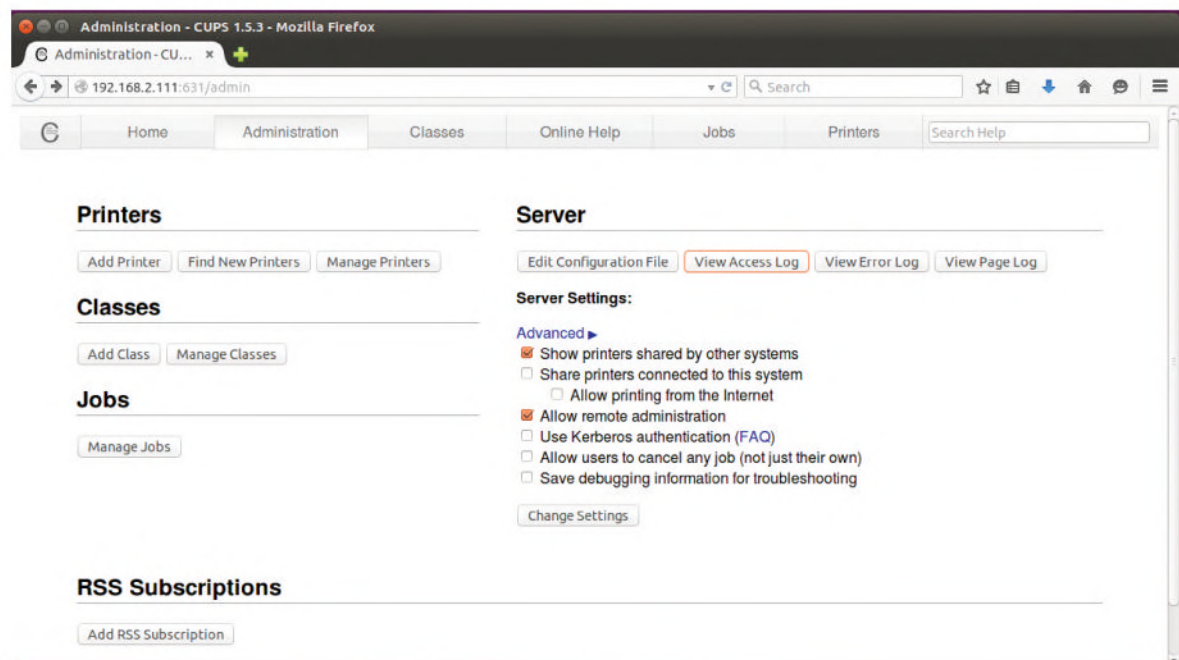 Administration - CUPS 1.5.3 - Mozilla Firefox
Administration - CU... ×
192.168.2.111:631/admin
Search
Home Administration Classes Online Help Jobs Printers Search Help
Printers
Add Printer Find New Printers Manage Printers
Classes
Add Class Manage Classes
Jobs
Manage Jobs
Server
Edit Configuration File View Access Log View Error Log View Page Log
Server Settings:
Advanced ▶
Show printers shared by other systems
Share printers connected to this system
Allow printing from the Internet
Allow remote administration
Use Kerberos authentication (FAQ)
Allow users to cancel any job (not just their own)
Save debugging information for troubleshooting
Change Settings
RSS Subscriptions
Add RSS Subscription